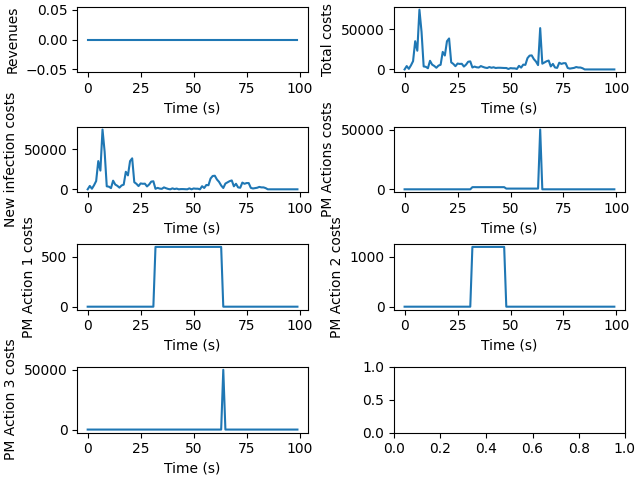 Revenues
0.05
0.00
−0.05
0 25 50 75 100
Time (s)
Total costs
50000
0
0 25 50 75 100
Time (s)
New infection costs
50000
0
0 25 50 75 100
Time (s)
PM Actions costs
50000
0
0 25 50 75 100
Time (s)
PM Action 1 costs
500
0
0 25 50 75 100
Time (s)
PM Action 2 costs
1000
0
0 25 50 75 100
Time (s)
PM Action 3 costs
50000
0
0 25 50 75 100
Time (s)
1.0
0.5
0.0
0.0 0.2 0.4 0.6 0.8 1.0